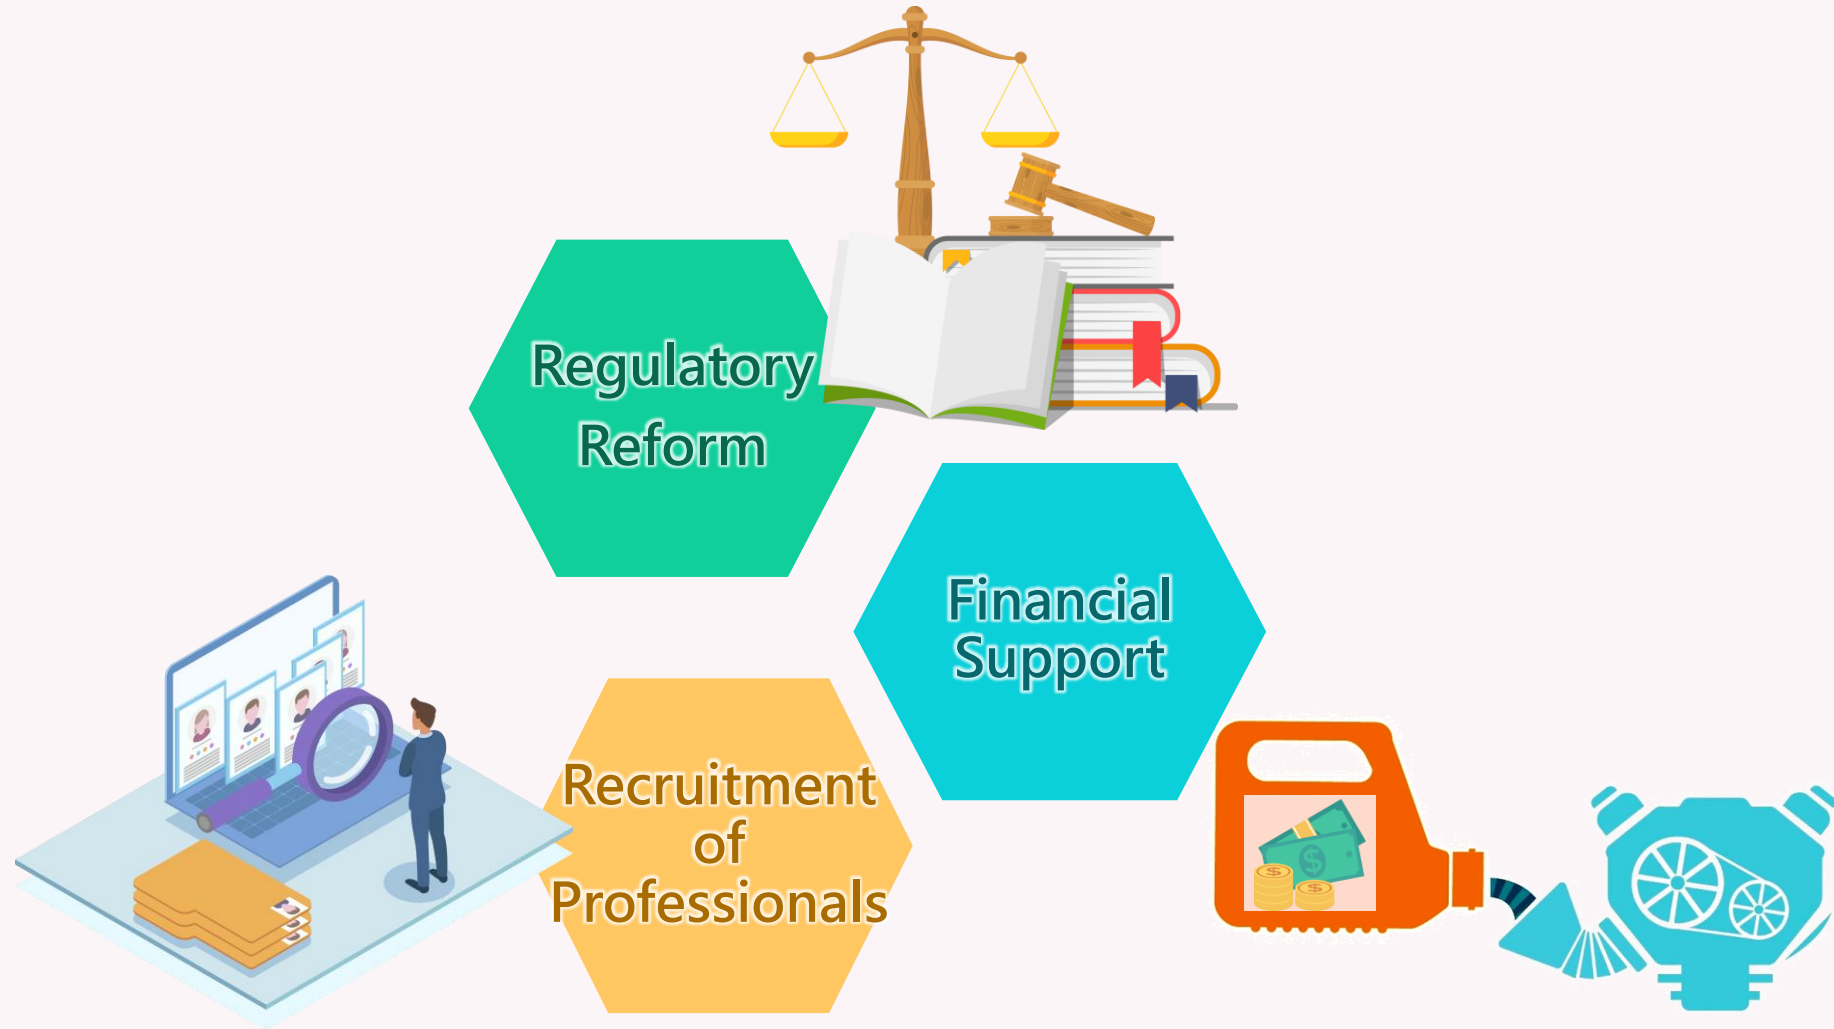 Regulatory
Reform
Financial
Support
Recruitment
of
Professionals